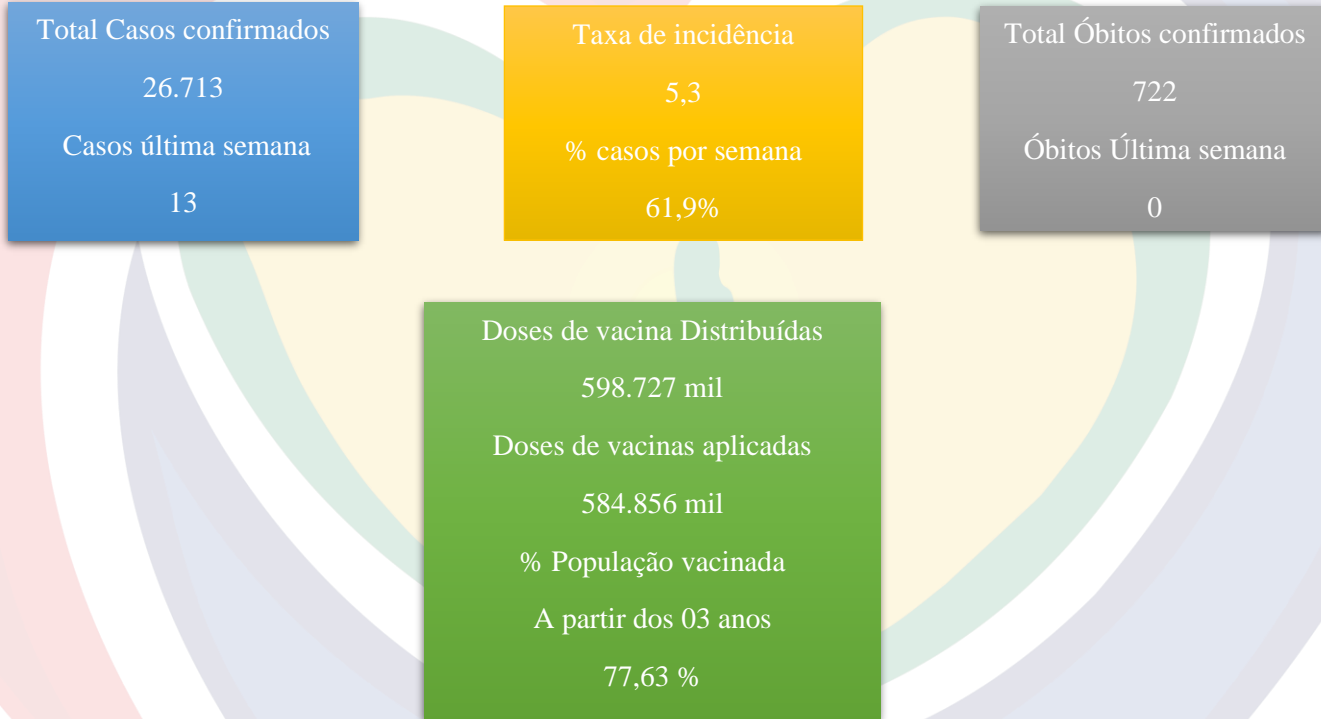 Total Casos confirmados
26.713
Casos última semana
13
Taxa de incidência
5,3
% casos por semana
61,9%
Total Óbitos confirmados
722
Óbitos Última semana
0
Doses de vacina Distribuídas
598.727 mil
Doses de vacinas aplicadas
584.856 mil
% População vacinada
A partir dos 03 anos
77,63 %